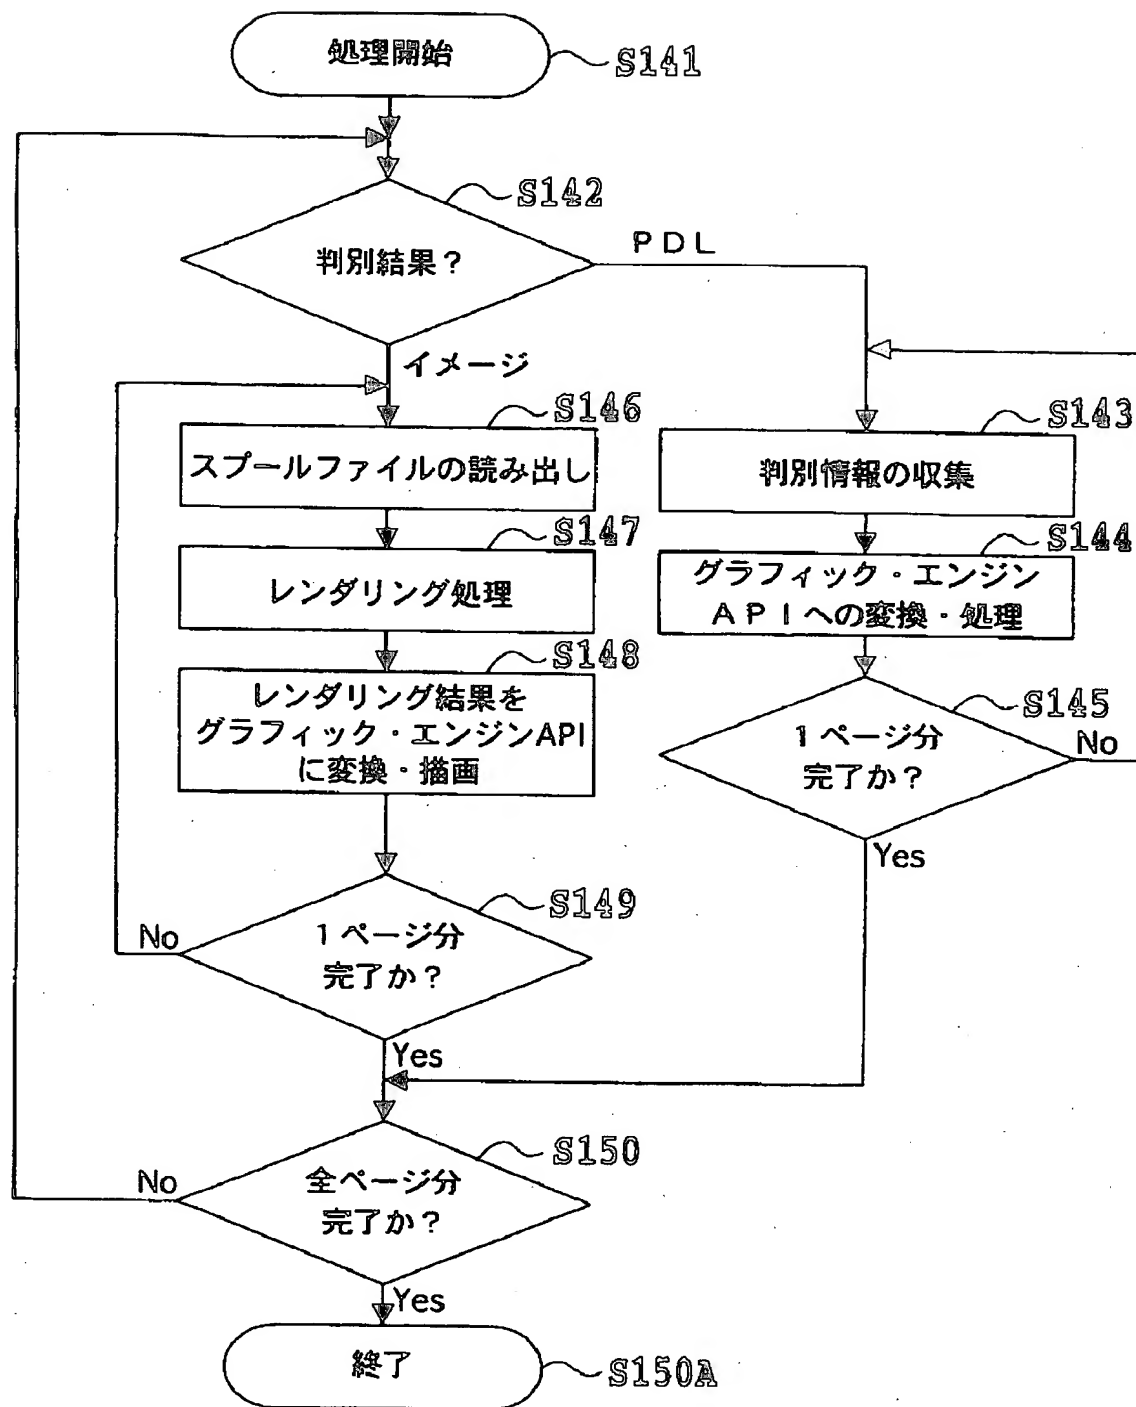 処理開始
S141
S142
判別結果?
PDL
イメージ
S146
スプールファイルの読み出し
S147
レンダリング処理
S148
レンダリング結果を
グラフィック・エンジンAPI
に変換・描画
S149
1ページ分
完了か?
No
Yes
S143
判別情報の収集
S144
グラフィック・エンジン
APIへの変換・処理
S145
1ページ分
完了か?
No
Yes
S150
全ページ分
完了か?
No
Yes
終了
S150A